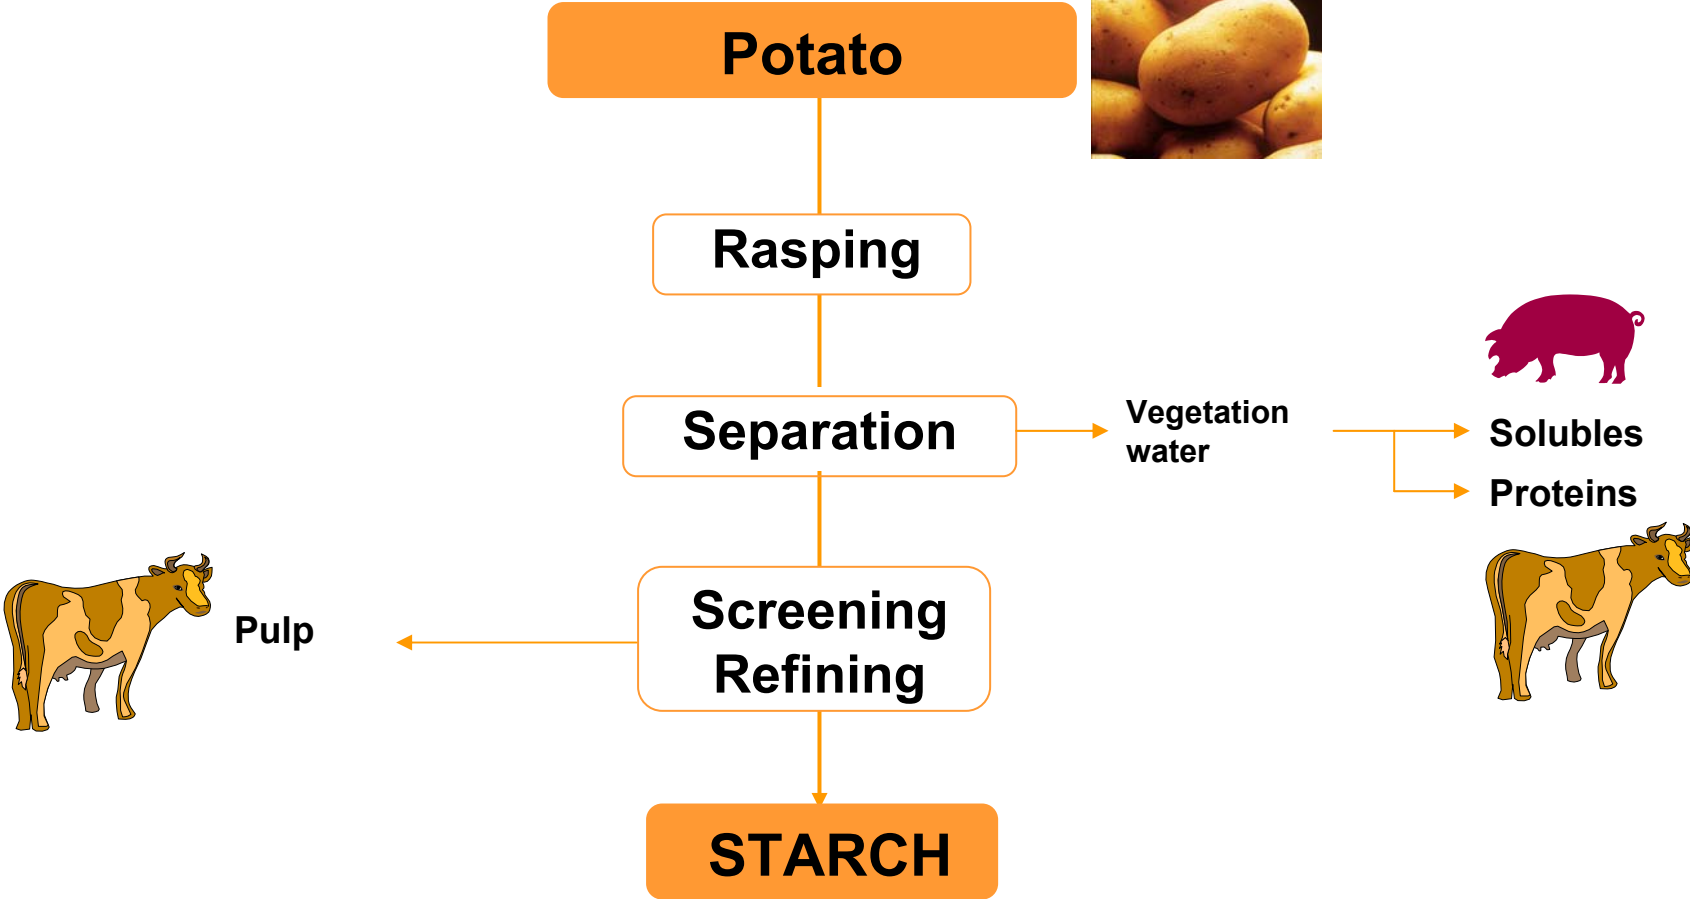 Potato
Rasping
Separation
Vegetation
water
Solubles
Proteins
Pulp
Screening
Refining
STARCH